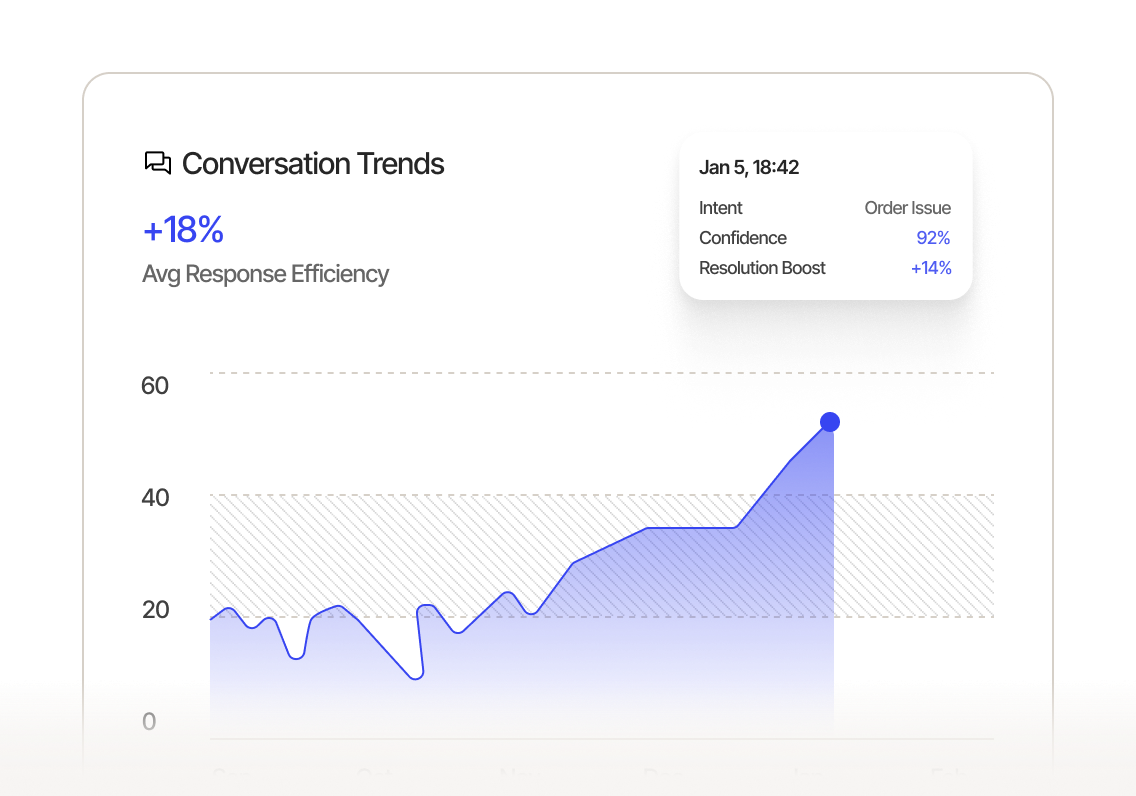 Conversation Trends
+18%
Avg Response Efficiency
Jan 5, 18:42
Intent Order Issue
Confidence 92%
Resolution Boost +14%
60
40
20
0